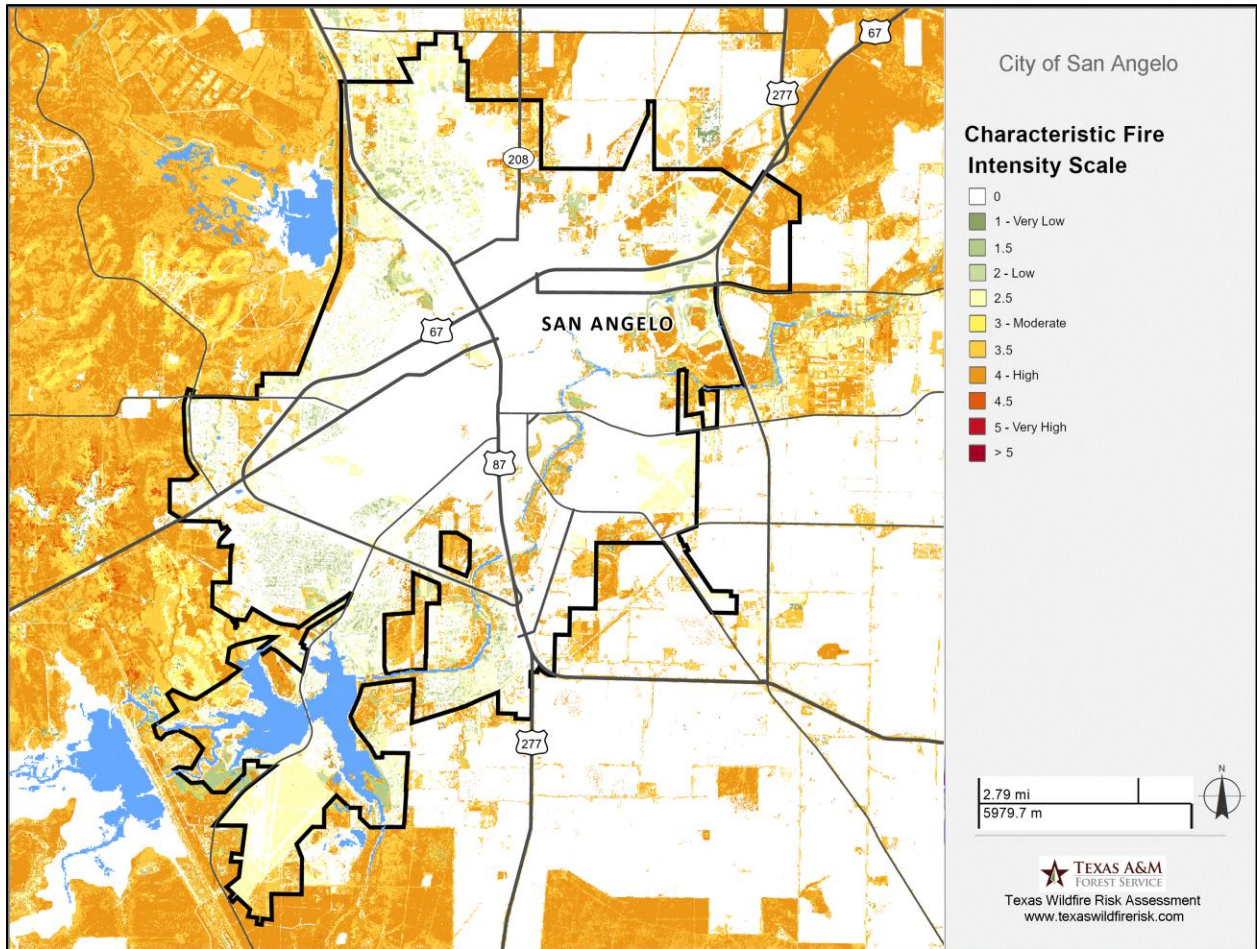 67
277
208
SAN ANGELO
67
87
277
City of San Angelo
Characteristic Fire
Intensity Scale
0
1 - Very Low
1.5
2 - Low
2.5
3 - Moderate
3.5
4 - High
4.5
5 - Very High
> 5
N
2.79 mi
5979.7 m
TEXAS A&M
FOREST SERVICE
Texas Wildfire Risk Assessment
www.texaswildfirerisk.com